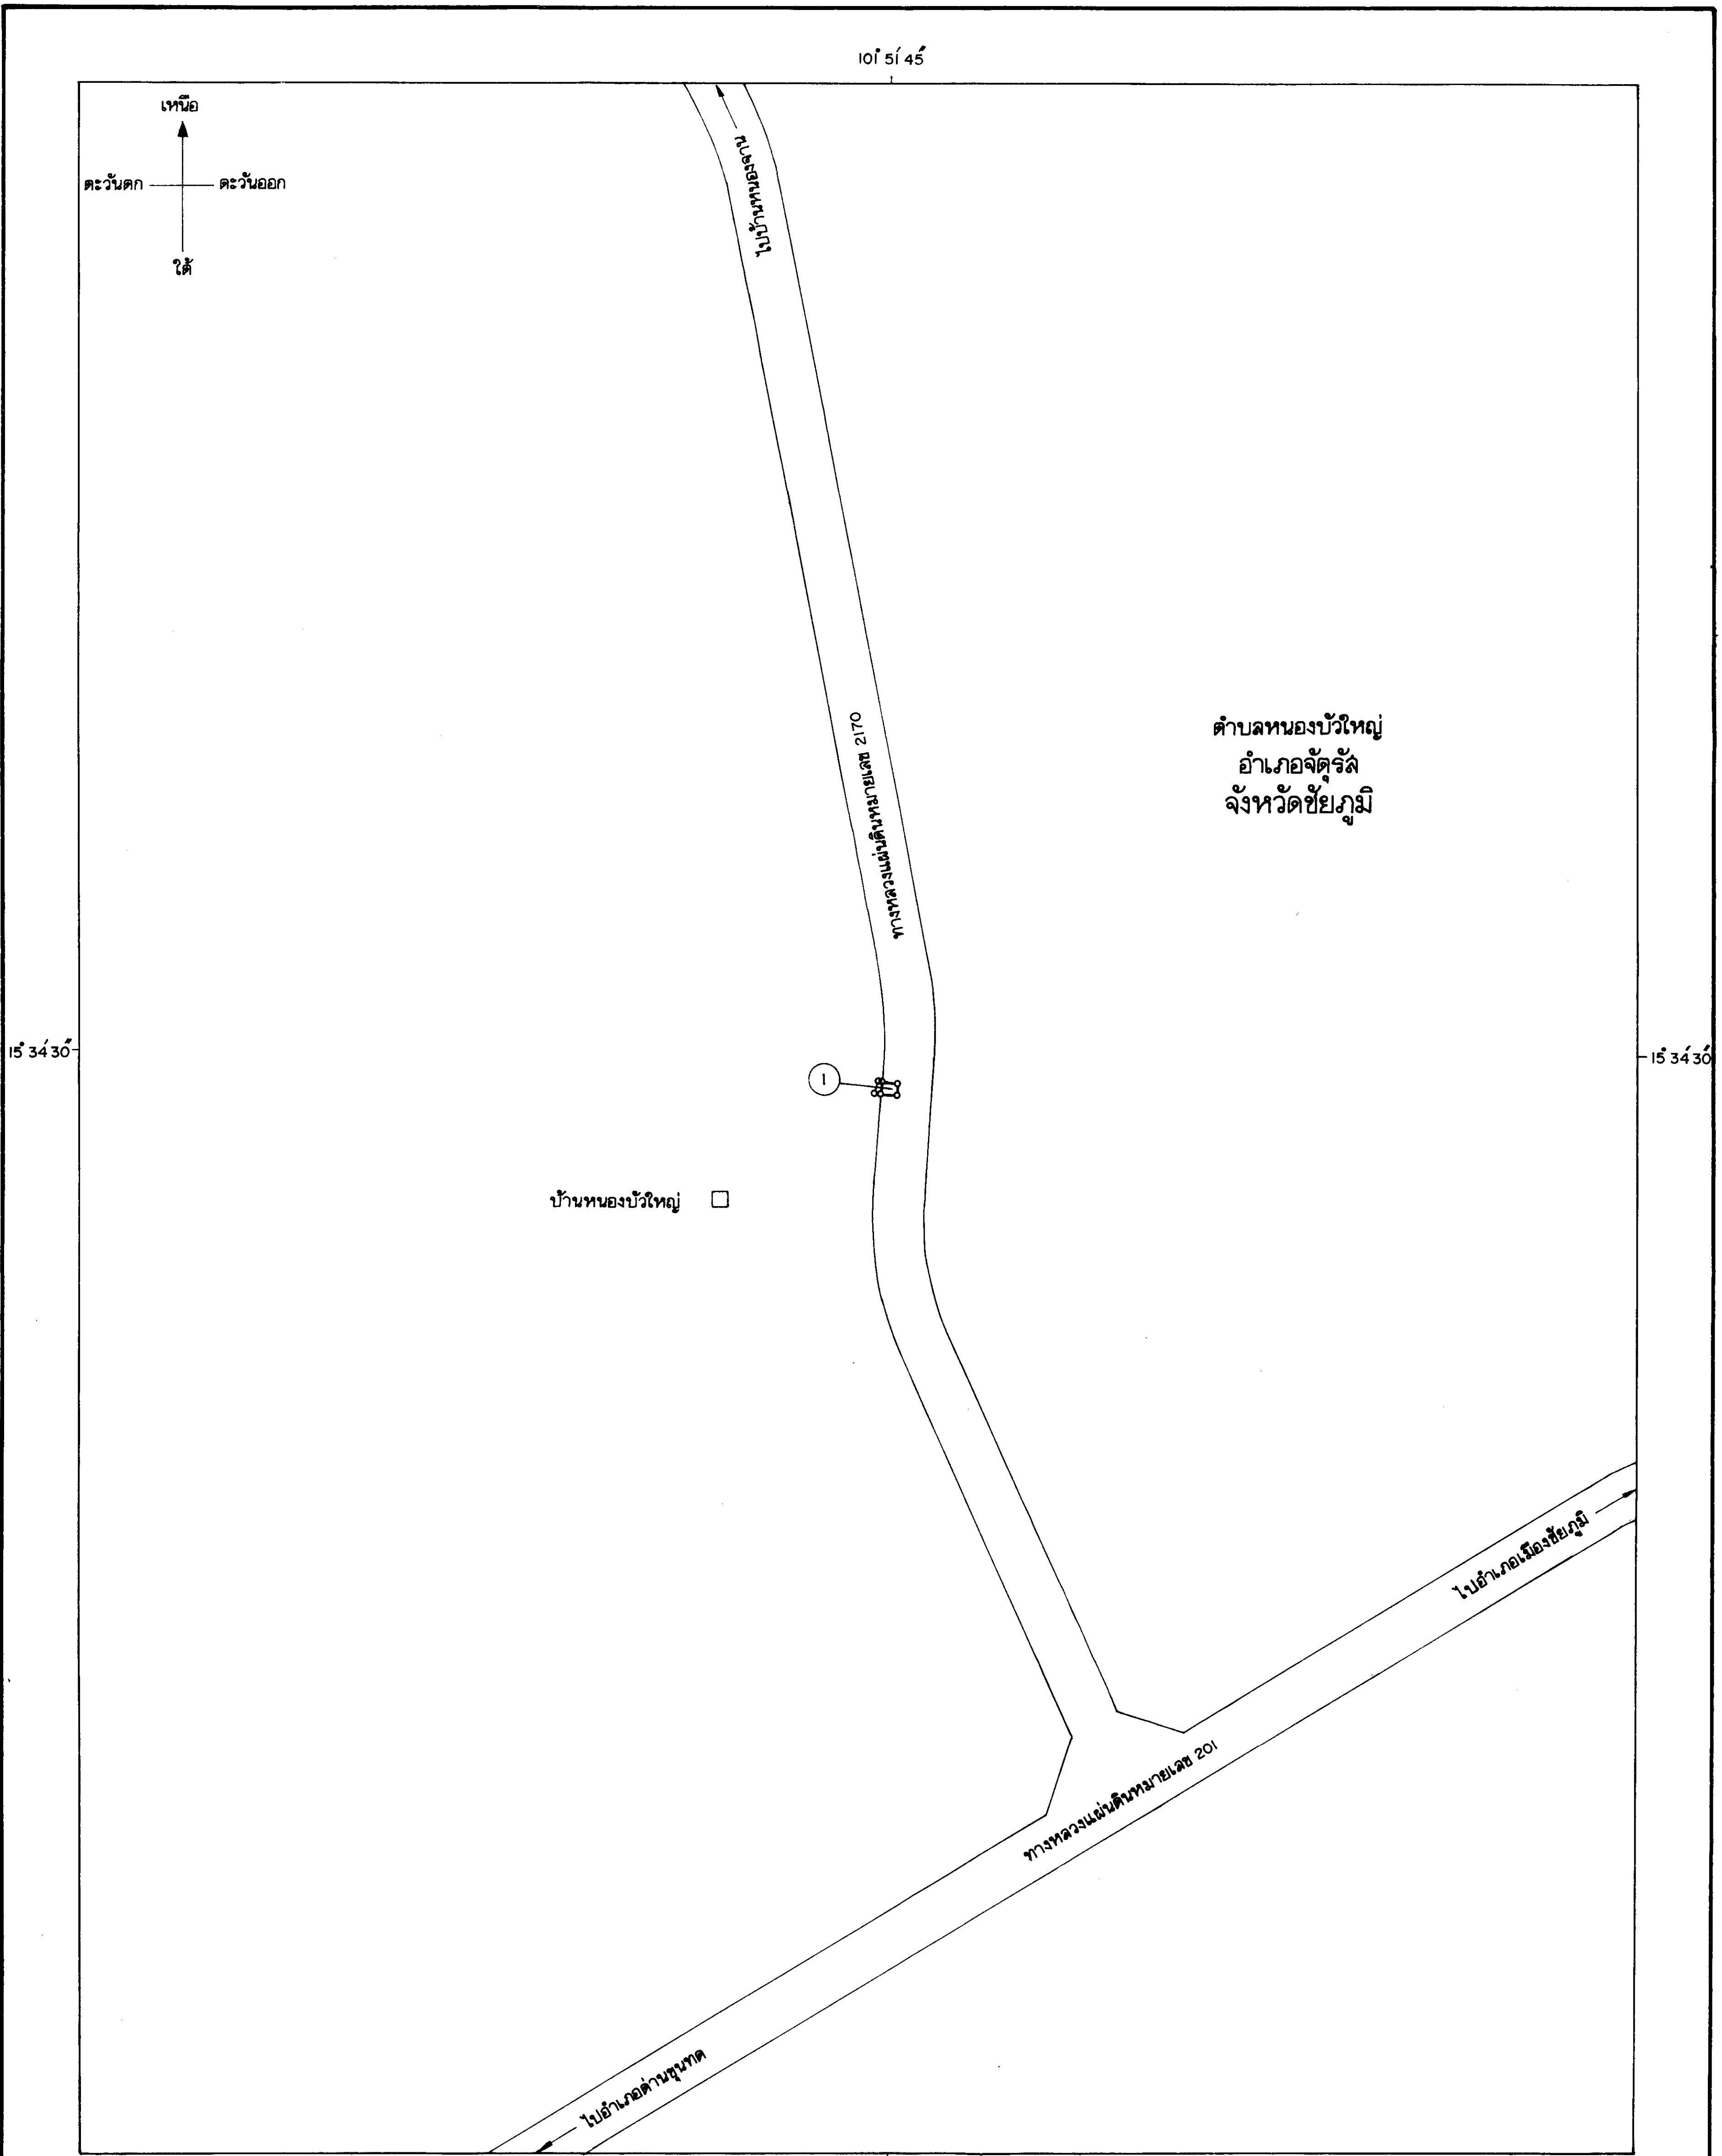 101° 51' 45"
เหนือ
ตะวันตก
ตะวันออก
ใต้
ไปบ้านหนองลาน
ทางหลวงแผ่นดินหมายเลข 2170
ตำบลหนองบัวใหญ่
อำเภอจัตุรัส
จังหวัดชัยภูมิ
15° 34' 30"
15° 34' 30"
1
บ้านหนองบัวใหญ่
ไปอำเภอเมืองชัยภูมิ
ทางหลวงแผ่นดินหมายเลข 201
ไปอำเภอด่านขุนทด